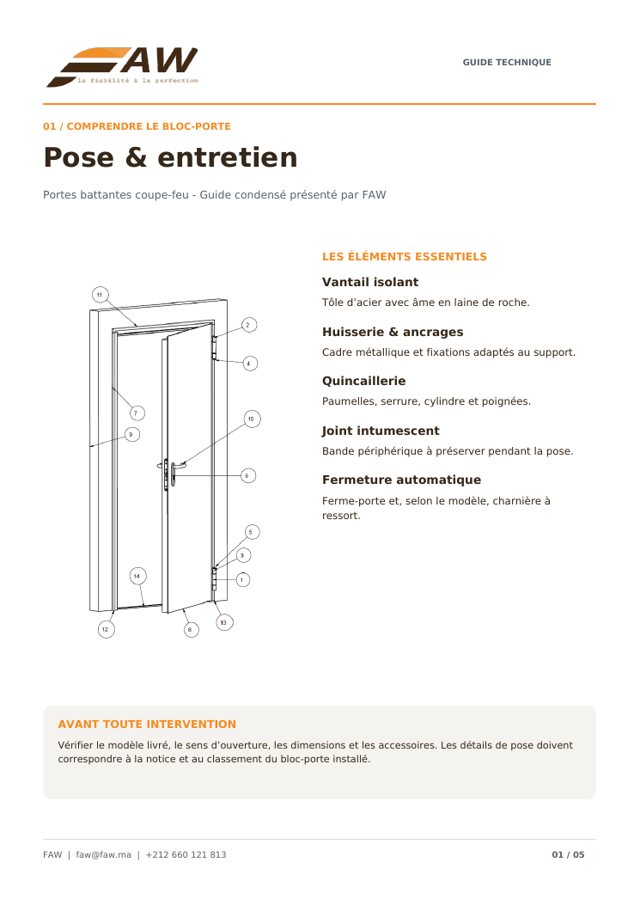 FAW
la fiabilité à la perfection
GUIDE TECHNIQUE
01 / COMPRENDRE LE BLOC-PORTE
Pose & entretien
Portes battantes coupe-feu - Guide condensé présenté par FAW
LES ÉLÉMENTS ESSENTIELS
Vantail isolant
Tôle d’acier avec âme en laine de roche.
Huisserie & ancrages
Cadre métallique et fixations adaptés au support.
Quincaillerie
Paumelles, serrure, cylindre et poignées.
Joint intumescent
Bande périphérique à préserver pendant la pose.
Fermeture automatique
Ferme-porte et, selon le modèle, charnière à
ressort.
11
2
4
7
10
9
6
5
3
14
1
12
8
13
AVANT TOUTE INTERVENTION
Vérifier le modèle livré, le sens d’ouverture, les dimensions et les accessoires. Les détails de pose doivent
correspondre à la notice et au classement du bloc-porte installé.
FAW | faw@faw.ma | +212 660 121 813
01 / 05